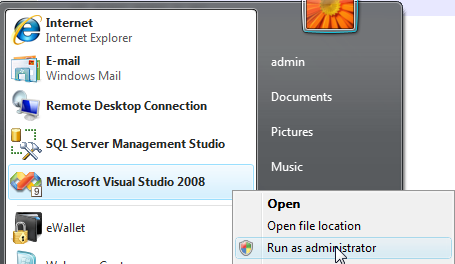 Internet
Internet Explorer
E-mail
Windows Mail
Remote Desktop Connection
SQL Server Management Studio
Microsoft Visual Studio 2008
9
eWallet
admin
Documents
Pictures
Music
Open
Open file location
Run as administrator